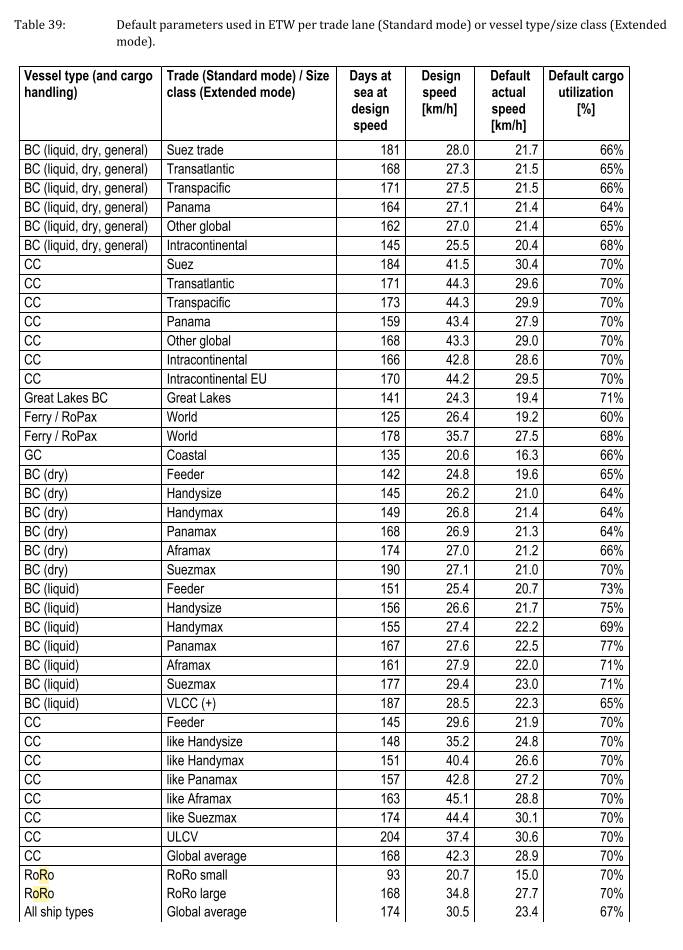 Table 39: Default parameters used in ETW per trade lane (Standard mode) or vessel type/size class (Extended
mode).
Vessel type (and cargo handling) Trade (Standard mode) / Size class (Extended mode) Days at sea at design speed Design speed [km/h] Default actual speed [km/h] Default cargo utilization [%]
BC (liquid, dry, general) Suez trade 181 28.0 21.7 66%
BC (liquid, dry, general) Transatlantic 168 27.3 21.5 65%
BC (liquid, dry, general) Transpacific 171 27.5 21.5 66%
BC (liquid, dry, general) Panama 164 27.1 21.4 64%
BC (liquid, dry, general) Other global 162 27.0 21.4 65%
BC (liquid, dry, general) Intracontinental 145 25.5 20.4 68%
CC Suez 184 41.5 30.4 70%
CC Transatlantic 171 44.3 29.6 70%
CC Transpacific 173 44.3 29.9 70%
CC Panama 159 43.4 27.9 70%
CC Other global 168 43.3 29.0 70%
CC Intracontinental 166 42.8 28.6 70%
CC Intracontinental EU 170 44.2 29.5 70%
Great Lakes BC Great Lakes 141 24.3 19.4 71%
Ferry / RoPax World 125 26.4 19.2 60%
Ferry / RoPax World 178 35.7 27.5 68%
GC Coastal 135 20.6 16.3 66%
BC (dry) Feeder 142 24.8 19.6 65%
BC (dry) Handysize 145 26.2 21.0 64%
BC (dry) Handymax 149 26.8 21.4 64%
BC (dry) Panamax 168 26.9 21.3 64%
BC (dry) Aframax 174 27.0 21.2 66%
BC (dry) Suezmax 190 27.1 21.0 70%
BC (liquid) Feeder 151 25.4 20.7 73%
BC (liquid) Handysize 156 26.6 21.7 75%
BC (liquid) Handymax 155 27.4 22.2 69%
BC (liquid) Panamax 167 27.6 22.5 77%
BC (liquid) Aframax 161 27.9 22.0 71%
BC (liquid) Suezmax 177 29.4 23.0 71%
BC (liquid) VLCC (+) 187 28.5 22.3 65%
CC Feeder 145 29.6 21.9 70%
CC like Handysize 148 35.2 24.8 70%
CC like Handymax 151 40.4 26.6 70%
CC like Panamax 157 42.8 27.2 70%
CC like Aframax 163 45.1 28.8 70%
CC like Suezmax 174 44.4 30.1 70%
CC ULCV 204 37.4 30.6 70%
CC Global average 168 42.3 28.9 70%
RoRo RoRo small 93 20.7 15.0 70%
RoRo RoRo large 168 34.8 27.7 70%
All ship types Global average 174 30.5 23.4 67%